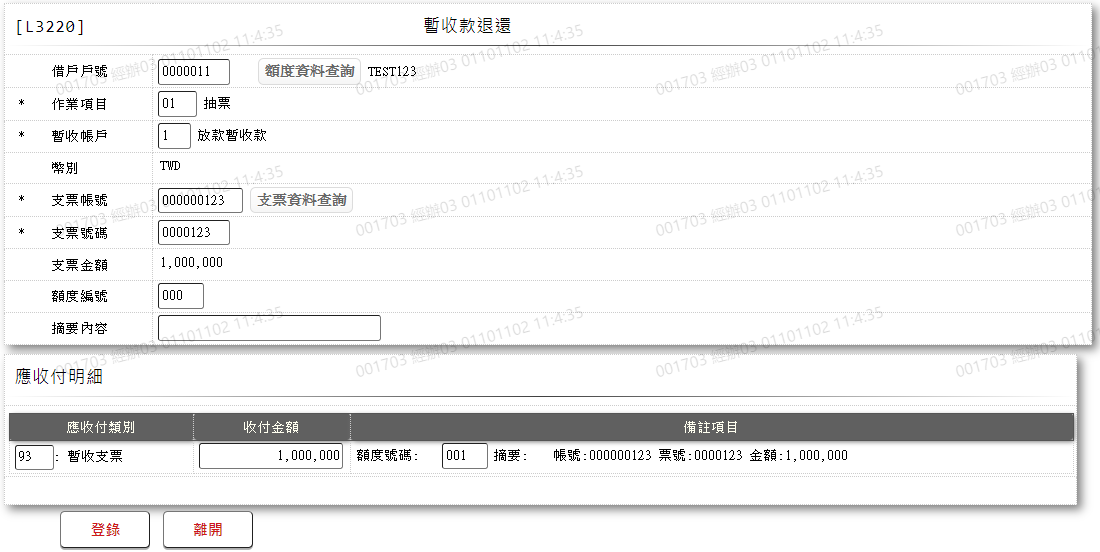 [L3220] 暫收款退還
借戶戶號 0000011 額度資料查詢 TEST123
* 作業項目 01 抽票
* 暫收帳戶 1 放款暫收款
幣別 TWD
* 支票帳號 000000123 支票資料查詢
* 支票號碼 0000123
支票金額 1,000,000
額度編號 000
摘要內容
001703 經辦03 01101102 11:4:35
應收付明細
應收付類別 收付金額 備註項目
93 : 暫收支票 1,000,000 額度號碼: 001 摘要: 帳號:000000123 票號:0000123 金額:1,000,000
登錄 離開